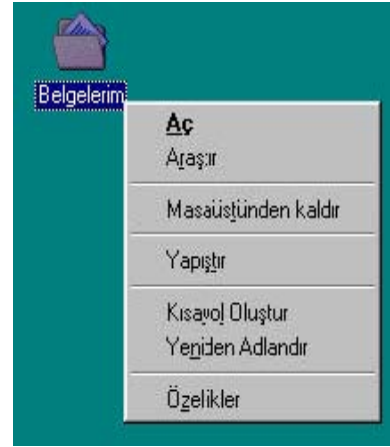 Belgelerim
Aç
Araştır
Masaüstünden kaldır
Yapıştır
Kısayol Oluştur
Yeniden Adlandır
Özelikler